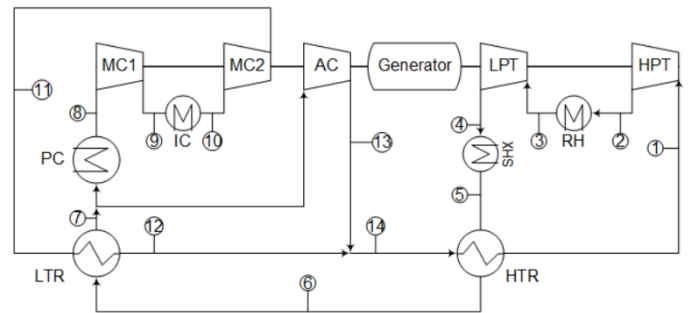 MC1
MC2
AC
Generator
LPT
HPT
11
8
9
IC
10
13
4
3
RH
2
1
PC
SHX
5
7
12
14
LTR
HTR
6